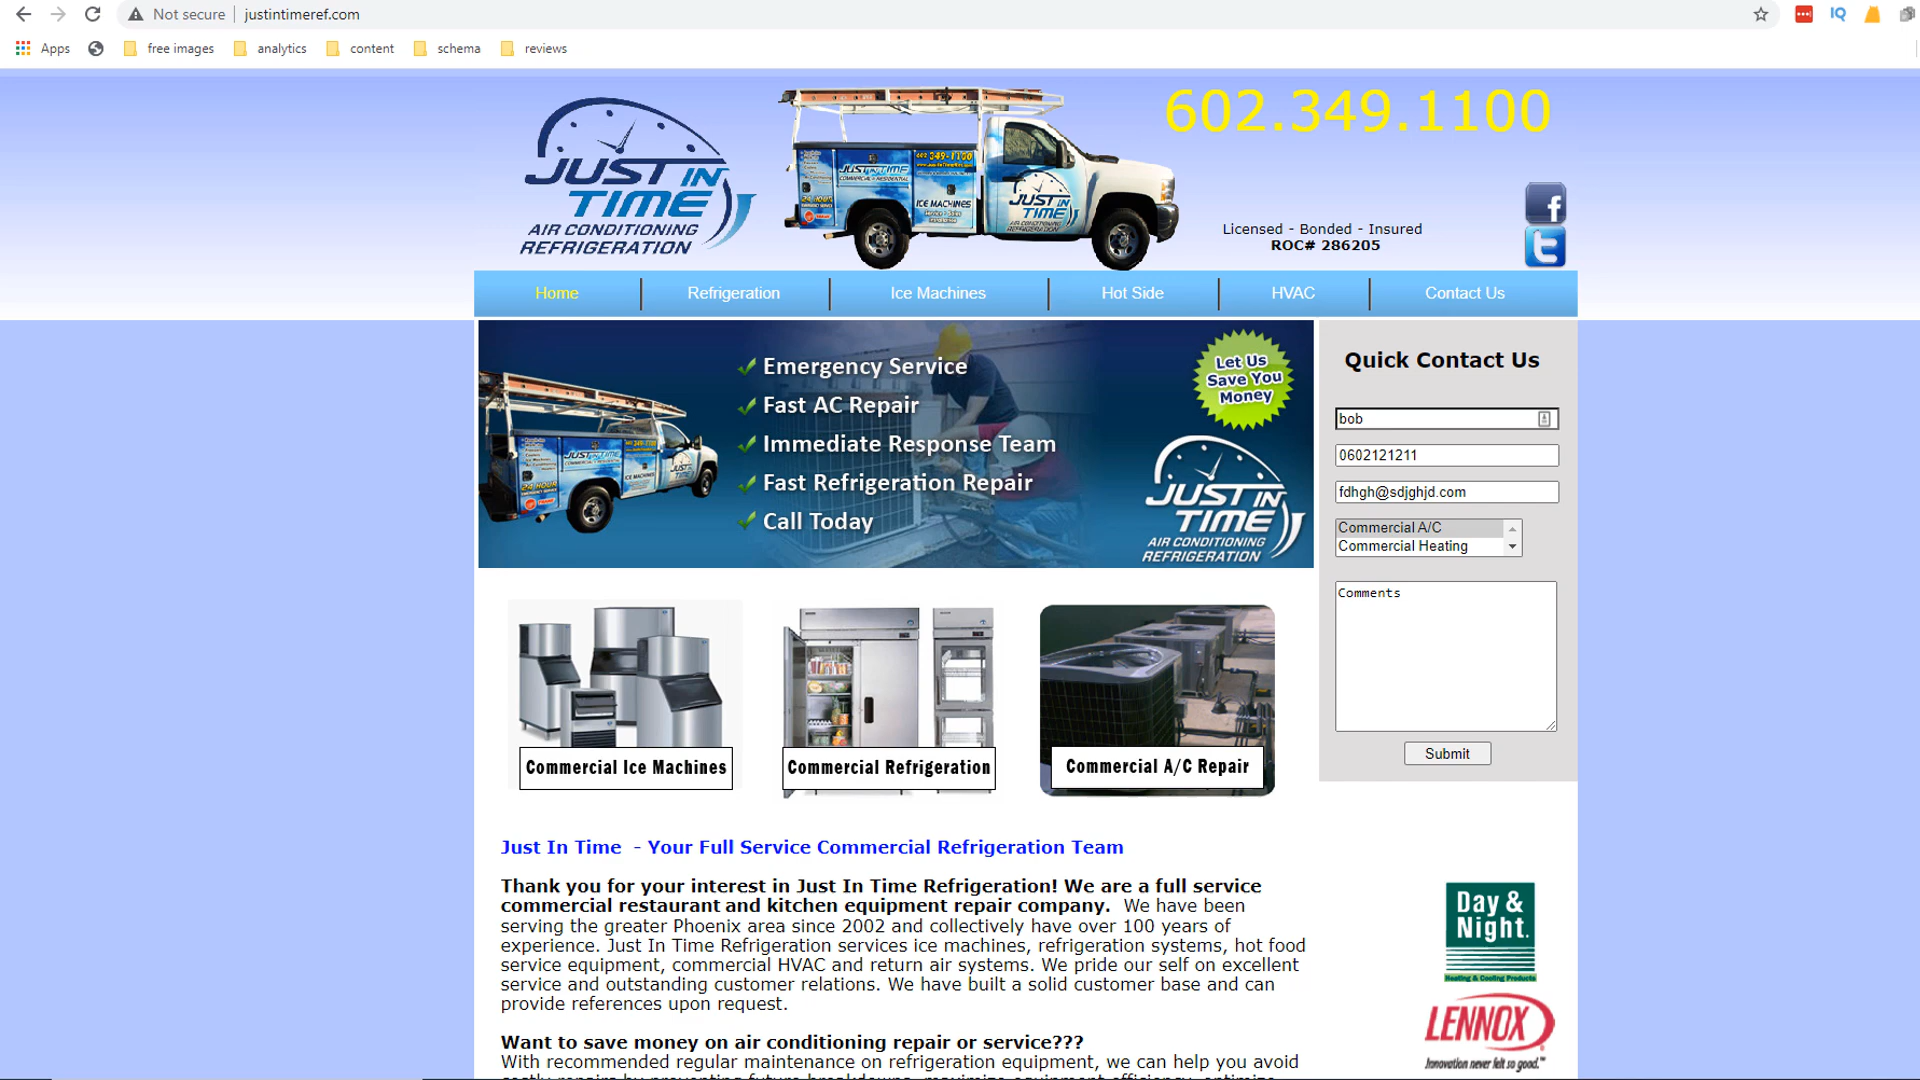 Not secure | justintimeref.com
IQ
Apps free images analytics content schema reviews
JUST IN TIME
AIR CONDITIONING
REFRIGERATION
602.349.1100
Licensed - Bonded - Insured
ROC# 286205
Home Refrigeration Ice Machines Hot Side HVAC Contact Us
Emergency Service
Fast AC Repair
Immediate Response Team
Fast Refrigeration Repair
Call Today
Let Us
Save You
Money
JUST IN TIME
AIR CONDITIONING
REFRIGERATION
Quick Contact Us
bob
0602121211
fdhgh@sdjghjd.com
Commercial A/C
Commercial Heating
Comments
Submit
Commercial Ice Machines
Commercial Refrigeration
Commercial A/C Repair
Just In Time - Your Full Service Commercial Refrigeration Team
Thank you for your interest in Just In Time Refrigeration! We are a full service
commercial restaurant and kitchen equipment repair company. We have been
serving the greater Phoenix area since 2002 and collectively have over 100 years of
experience. Just In Time Refrigeration services ice machines, refrigeration systems, hot food
service equipment, commercial HVAC and return air systems. We pride our self on excellent
service and outstanding customer relations. We have built a solid customer base and can
provide references upon request.
Want to save money on air conditioning repair or service???
With recommended regular maintenance on refrigeration equipment, we can help you avoid
Day &
Night.
Heating & Cooling Products
LENNOX
Innovation never felt so good.™